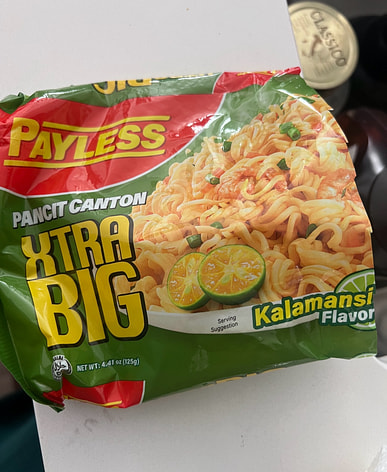 CLASSICO
PAYLESS
PANCIT CANTON
XTRA
BIG
Serving
Suggestion
Kalamansi
Flavor
NET WT: 4.41 oz (125g)